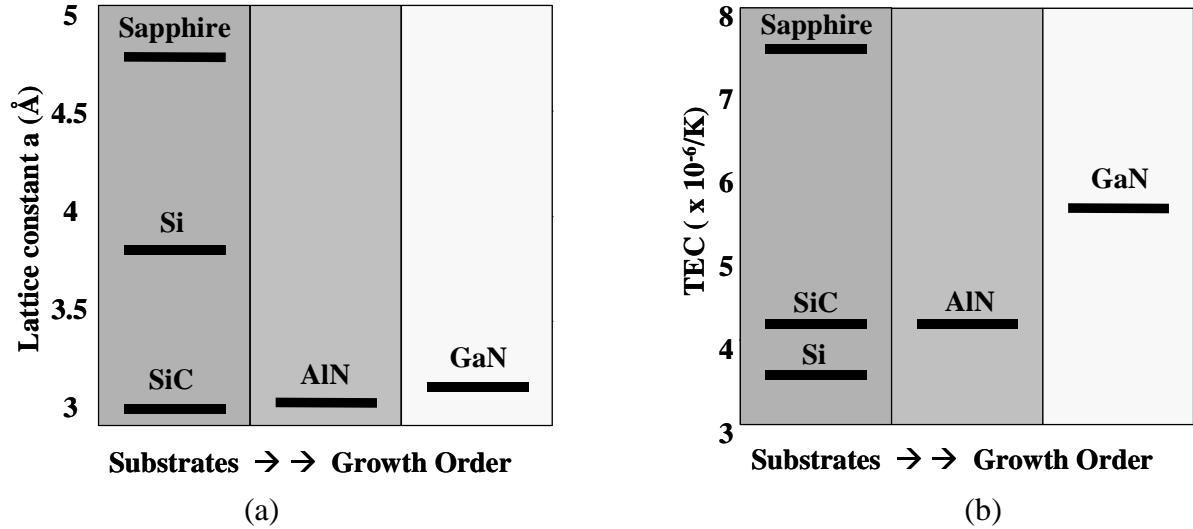 5
4.5
4
3.5
3
Lattice constant a (Å)
Sapphire
Si
SiC
AlN
GaN
Substrates → → Growth Order
(a)
8
7
6
5
4
3
TEC ( x 10⁻⁶/K)
Sapphire
SiC
Si
AlN
GaN
Substrates → → Growth Order
(b)